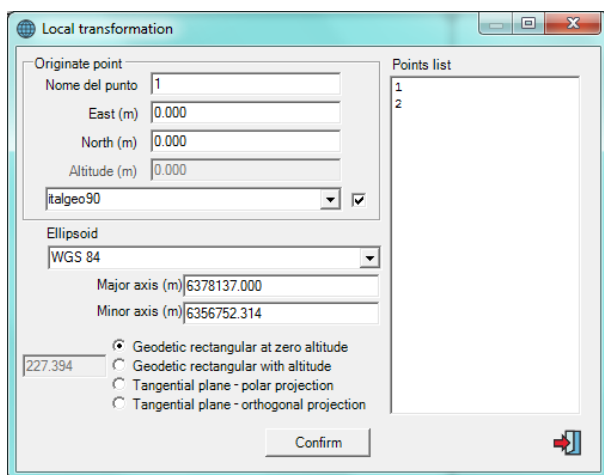 Local transformation
Originate point
Nome del punto 1
East (m) 0.000
North (m) 0.000
Altitude (m) 0.000
italgeo90
Ellipsoid
WGS 84
Major axis (m) 6378137.000
Minor axis (m) 6356752.314
227.394
Geodetic rectangular at zero altitude
Geodetic rectangular with altitude
Tangential plane - polar projection
Tangential plane - orthogonal projection
Points list
1
2
Confirm